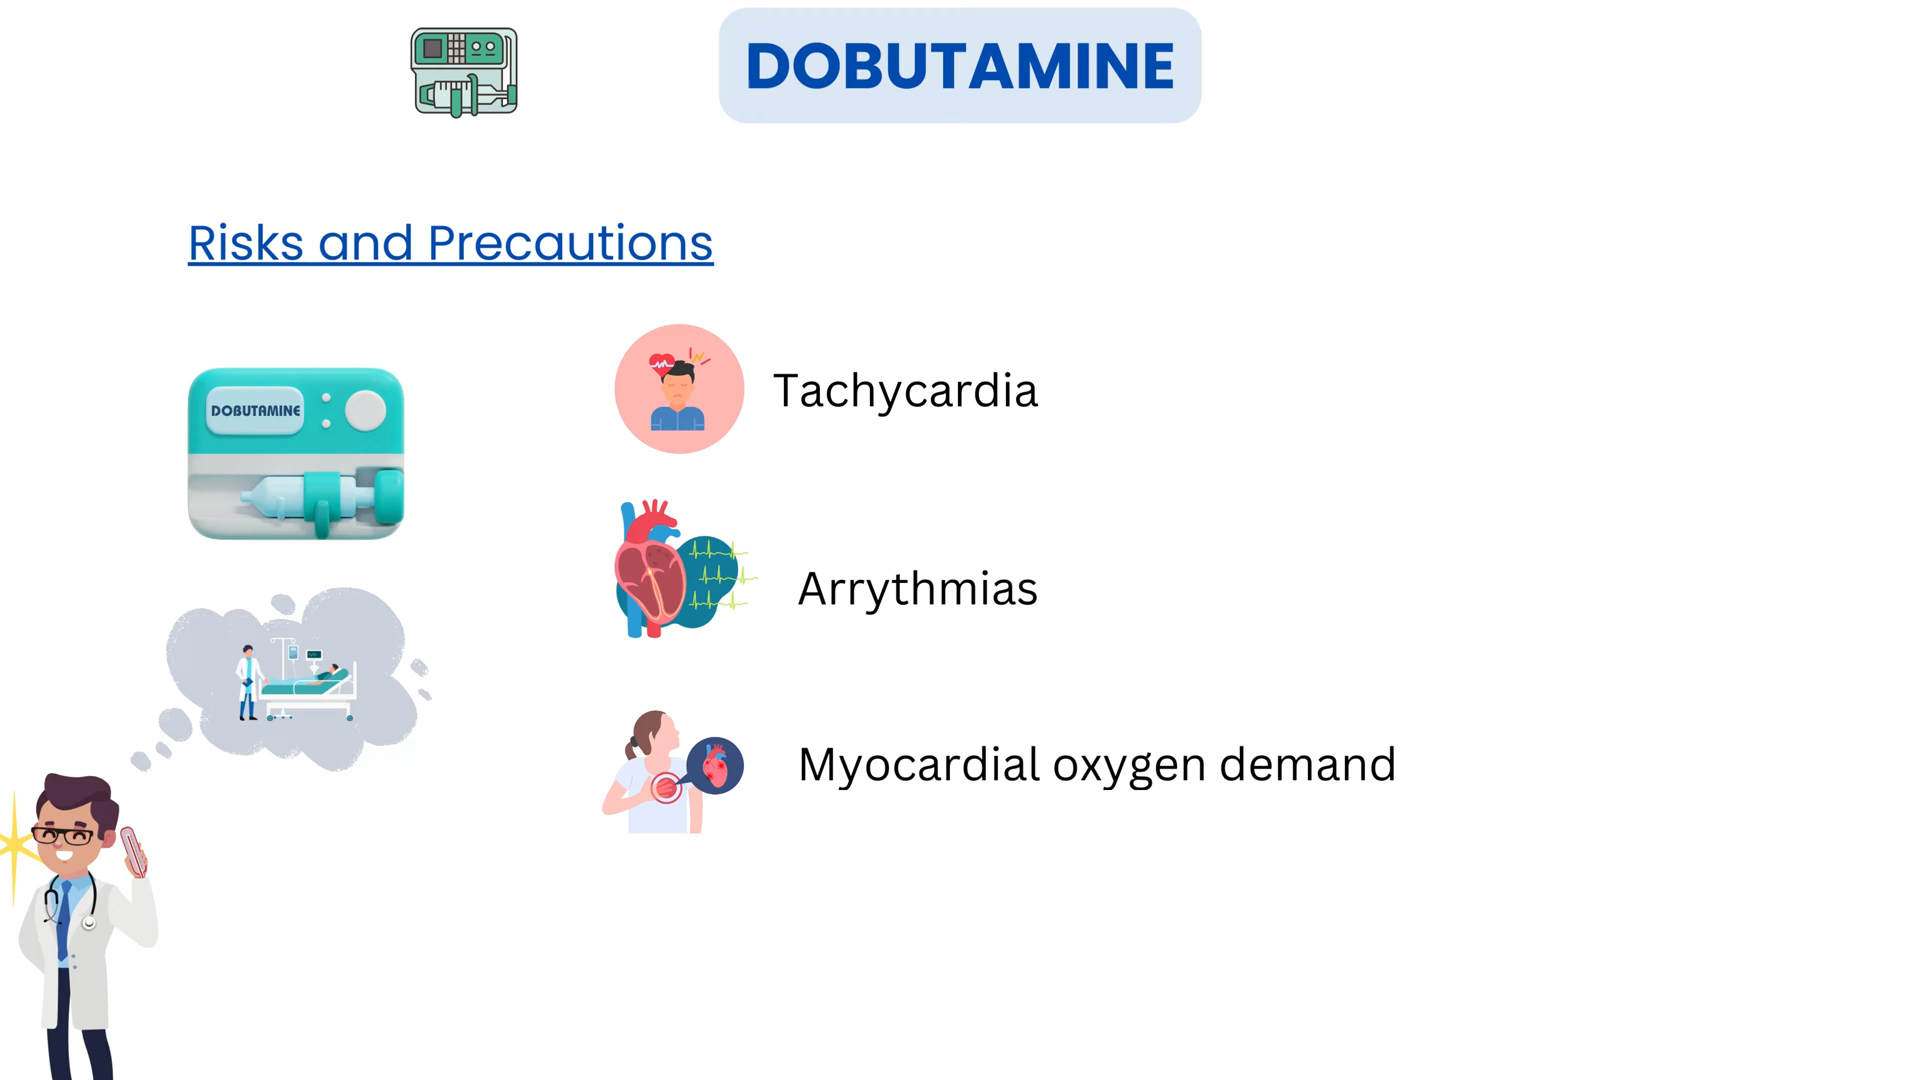 DOBUTAMINE
Risks and Precautions
DOBUTAMINE
Tachycardia
Arrythmias
Myocardial oxygen demand